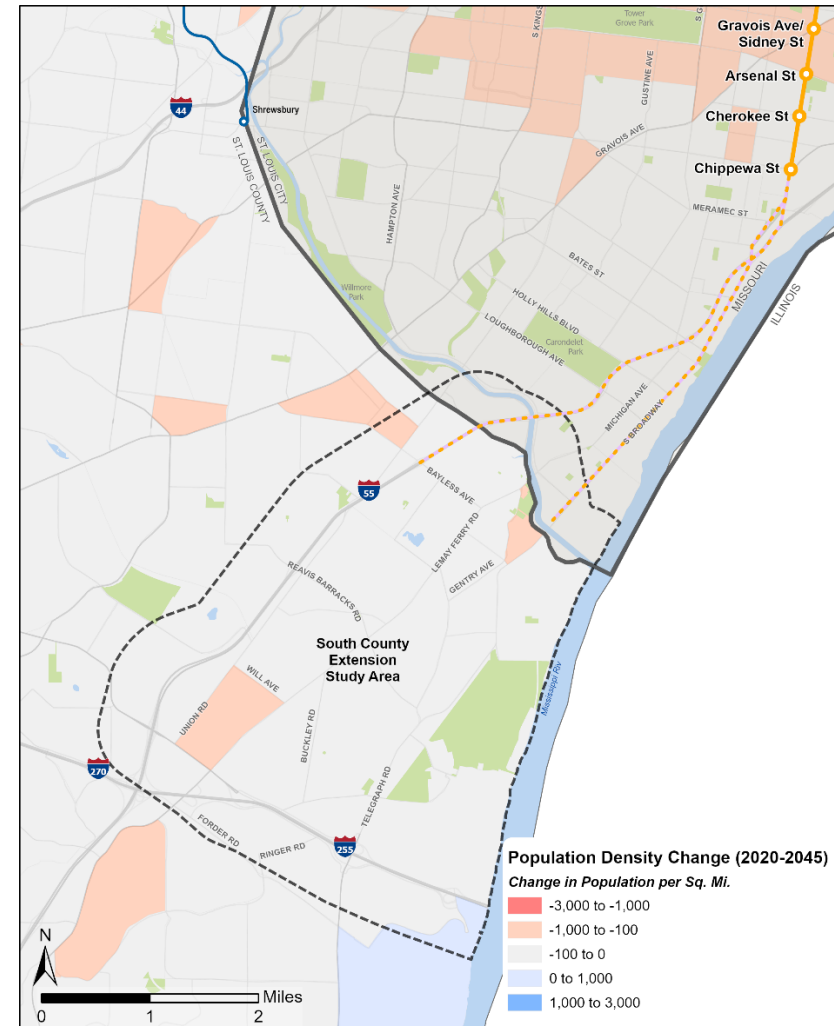 Tower
Grove Park
S KINGS
S G
Gravois Ave/
Sidney St
Arsenal St
Cherokee St
Chippewa St
GUSTINE AVE
GRAVOIS AVE
44
Shrewsbury
ST. LOUIS CITY
ST. LOUIS COUNTY
HAMPTON AVE
MERAMEC ST
BATES ST
MISSOURI
ILLINOIS
Willmore
Park
HOLLY HILLS BLVD
LOUGHBOROUGH AVE
Carondelet
Park
MICHIGAN AVE
S BROADWAY
55
BAYLESS AVE
LEMAY FERRY RD
GENTRY AVE
REAVIS BARRACKS RD
South County
Extension
Study Area
Mississippi Riv
WILL AVE
UNION RD
BUCKLEY RD
270
TELEGRAPH RD
FORDER RD
RINGER RD
255
Population Density Change (2020-2045)
Change in Population per Sq. Mi.
-3,000 to -1,000
-1,000 to -100
-100 to 0
0 to 1,000
1,000 to 3,000
N
Miles
0 1 2